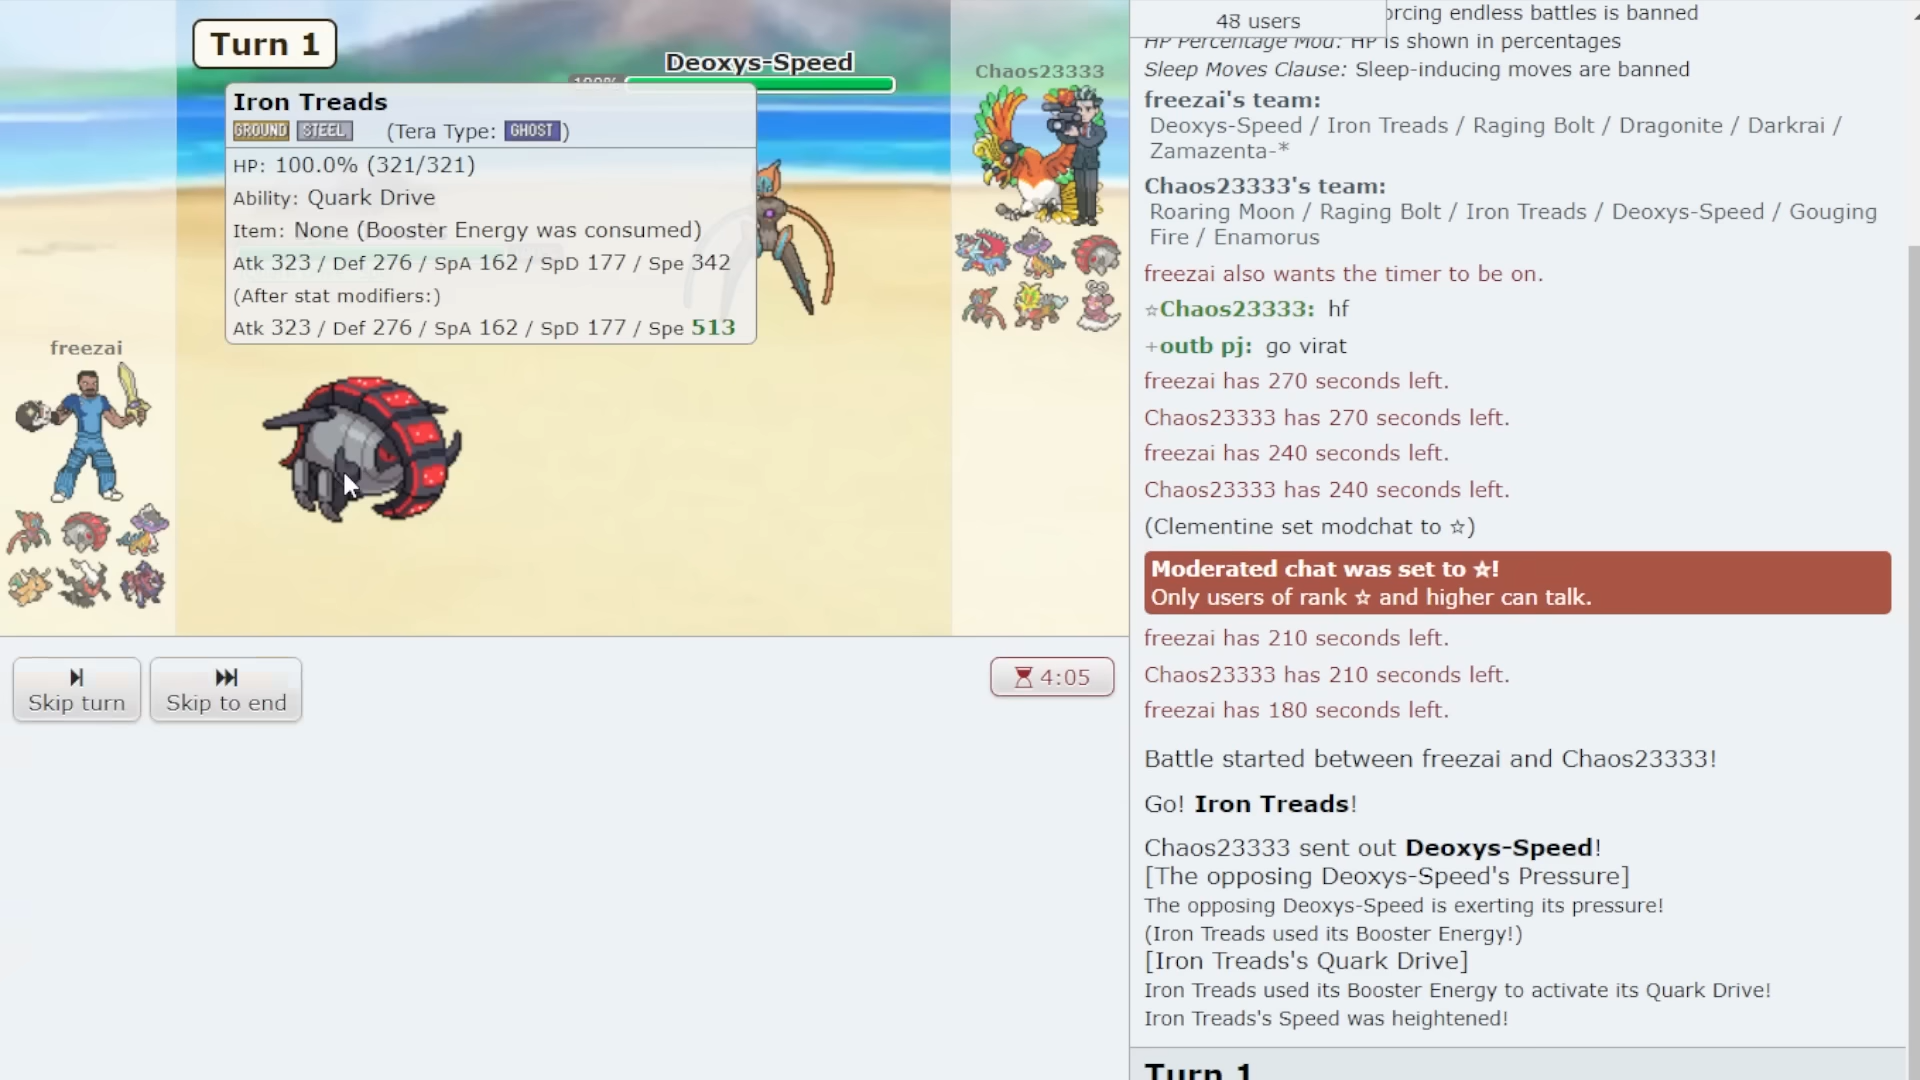 Turn 1
Deoxys-Speed
100%
Iron Treads
GROUND STEEL (Tera Type: GHOST)
HP: 100.0% (321/321)
Ability: Quark Drive
Item: None (Booster Energy was consumed)
Atk 323 / Def 276 / SpA 162 / SpD 177 / Spe 342
(After stat modifiers:)
Atk 323 / Def 276 / SpA 162 / SpD 177 / Spe 513
Chaos23333
freezai
Skip turn
Skip to end
4:05
48 users
orcing endless battles is banned
HP Percentage Mod: HP is shown in percentages
Sleep Moves Clause: Sleep-inducing moves are banned
freezai's team:
Deoxys-Speed / Iron Treads / Raging Bolt / Dragonite / Darkrai /
Zamazenta-*
Chaos23333's team:
Roaring Moon / Raging Bolt / Iron Treads / Deoxys-Speed / Gouging
Fire / Enamorus
freezai also wants the timer to be on.
☆Chaos23333: hf
+outb pj: go virat
freezai has 270 seconds left.
Chaos23333 has 270 seconds left.
freezai has 240 seconds left.
Chaos23333 has 240 seconds left.
(Clementine set modchat to ☆)
Moderated chat was set to ☆!
Only users of rank ☆ and higher can talk.
freezai has 210 seconds left.
Chaos23333 has 210 seconds left.
freezai has 180 seconds left.
Battle started between freezai and Chaos23333!
Go! Iron Treads!
Chaos23333 sent out Deoxys-Speed!
[The opposing Deoxys-Speed's Pressure]
The opposing Deoxys-Speed is exerting its pressure!
(Iron Treads used its Booster Energy!)
[Iron Treads's Quark Drive]
Iron Treads used its Booster Energy to activate its Quark Drive!
Iron Treads's Speed was heightened!
Turn 1